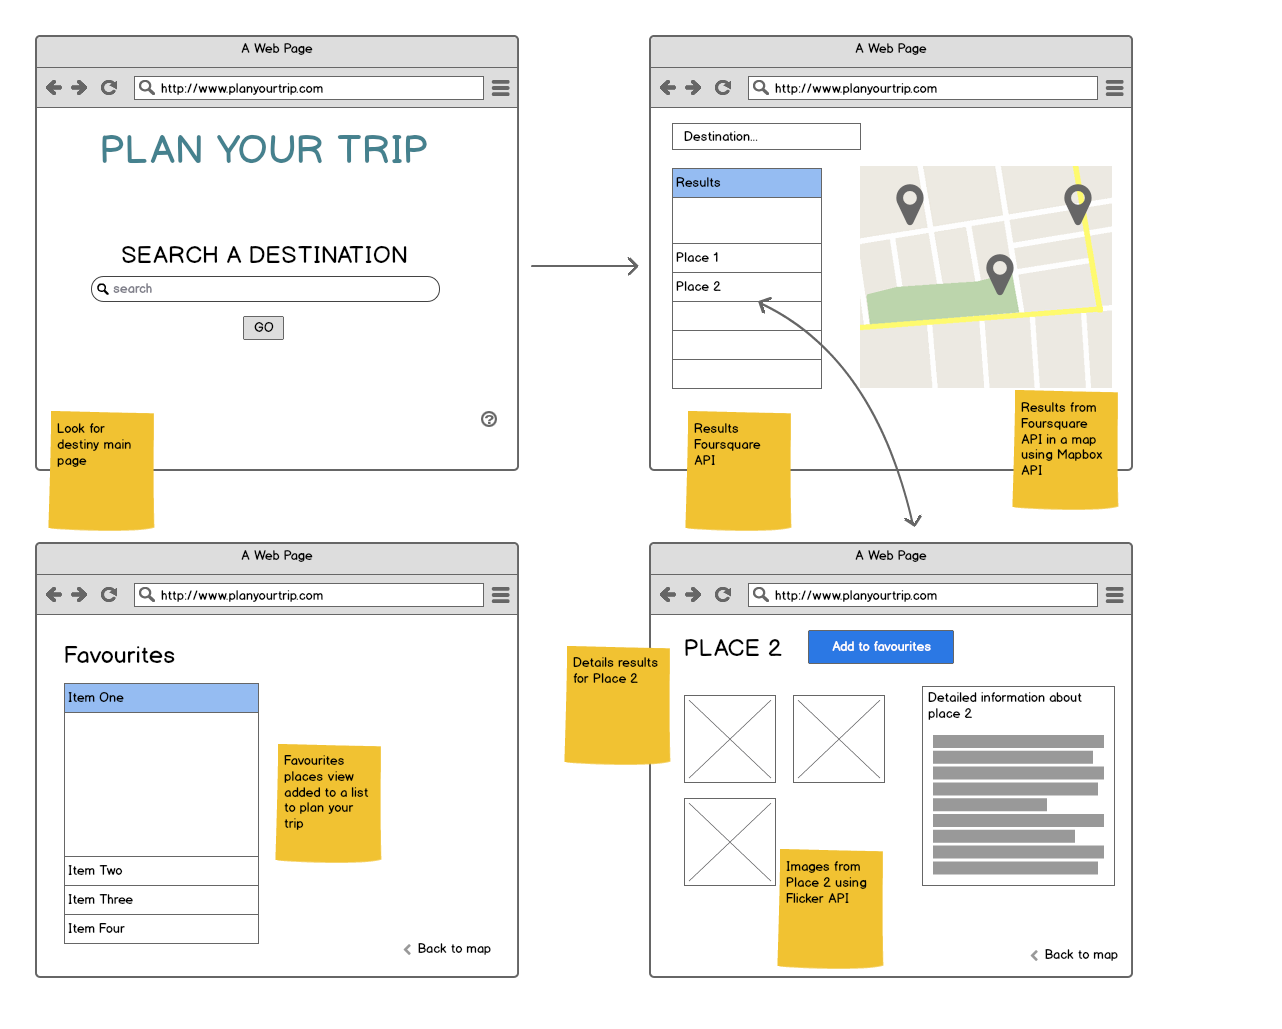 A Web Page
http://www.planyourtrip.com
PLAN YOUR TRIP
SEARCH A DESTINATION
search
GO
?
Look for
destiny main
page
A Web Page
http://www.planyourtrip.com
Destination...
Results
Place 1
Place 2
Results
Foursquare
API
Results from
Foursquare
API in a map
using Mapbox
API
A Web Page
http://www.planyourtrip.com
Favourites
Item One
Item Two
Item Three
Item Four
Favourites
places view
added to a list
to plan your
trip
Back to map
A Web Page
http://www.planyourtrip.com
Details results
for Place 2
PLACE 2
Add to favourites
Detailed information about
place 2
Images from
Place 2 using
Flicker API
Back to map